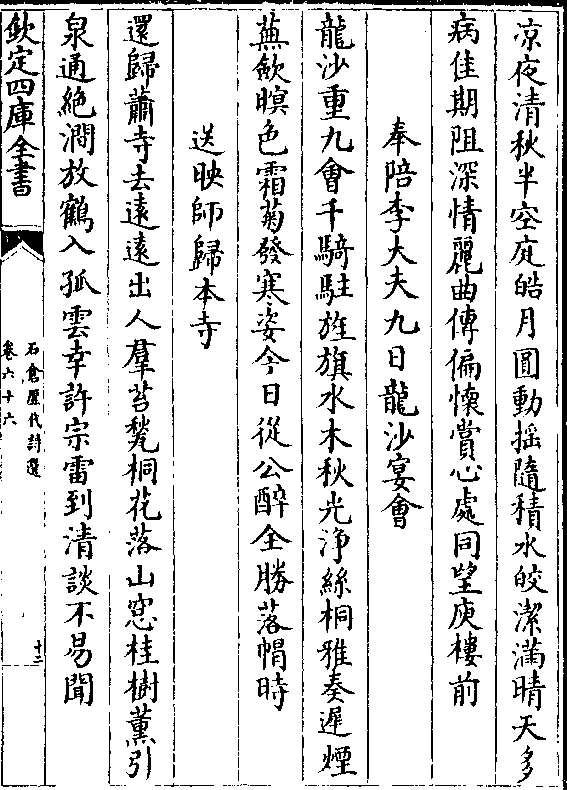 凉夜清秋半空庭皓月圓動揺隨積水皎潔滿晴天多
病佳期阻深情麗曲傳偏懷賞心處同望庾樓前
奉陪李大夫九日龍沙宴會
龍沙重九會千騎駐旌旗水木秋光淨絲桐雅奏遲煙
蕪歛暝色霜菊發寒姿今日從公醉全勝落帽時
送映師歸本寺
還歸蕭寺去遠遠出人羣苔甃桐花落山窓桂樹薰引
泉通絶澗放鶴入孤雲幸許宗雷到清談不易聞
欽定四庫全書
石倉歷代詩選
卷六十六
十二